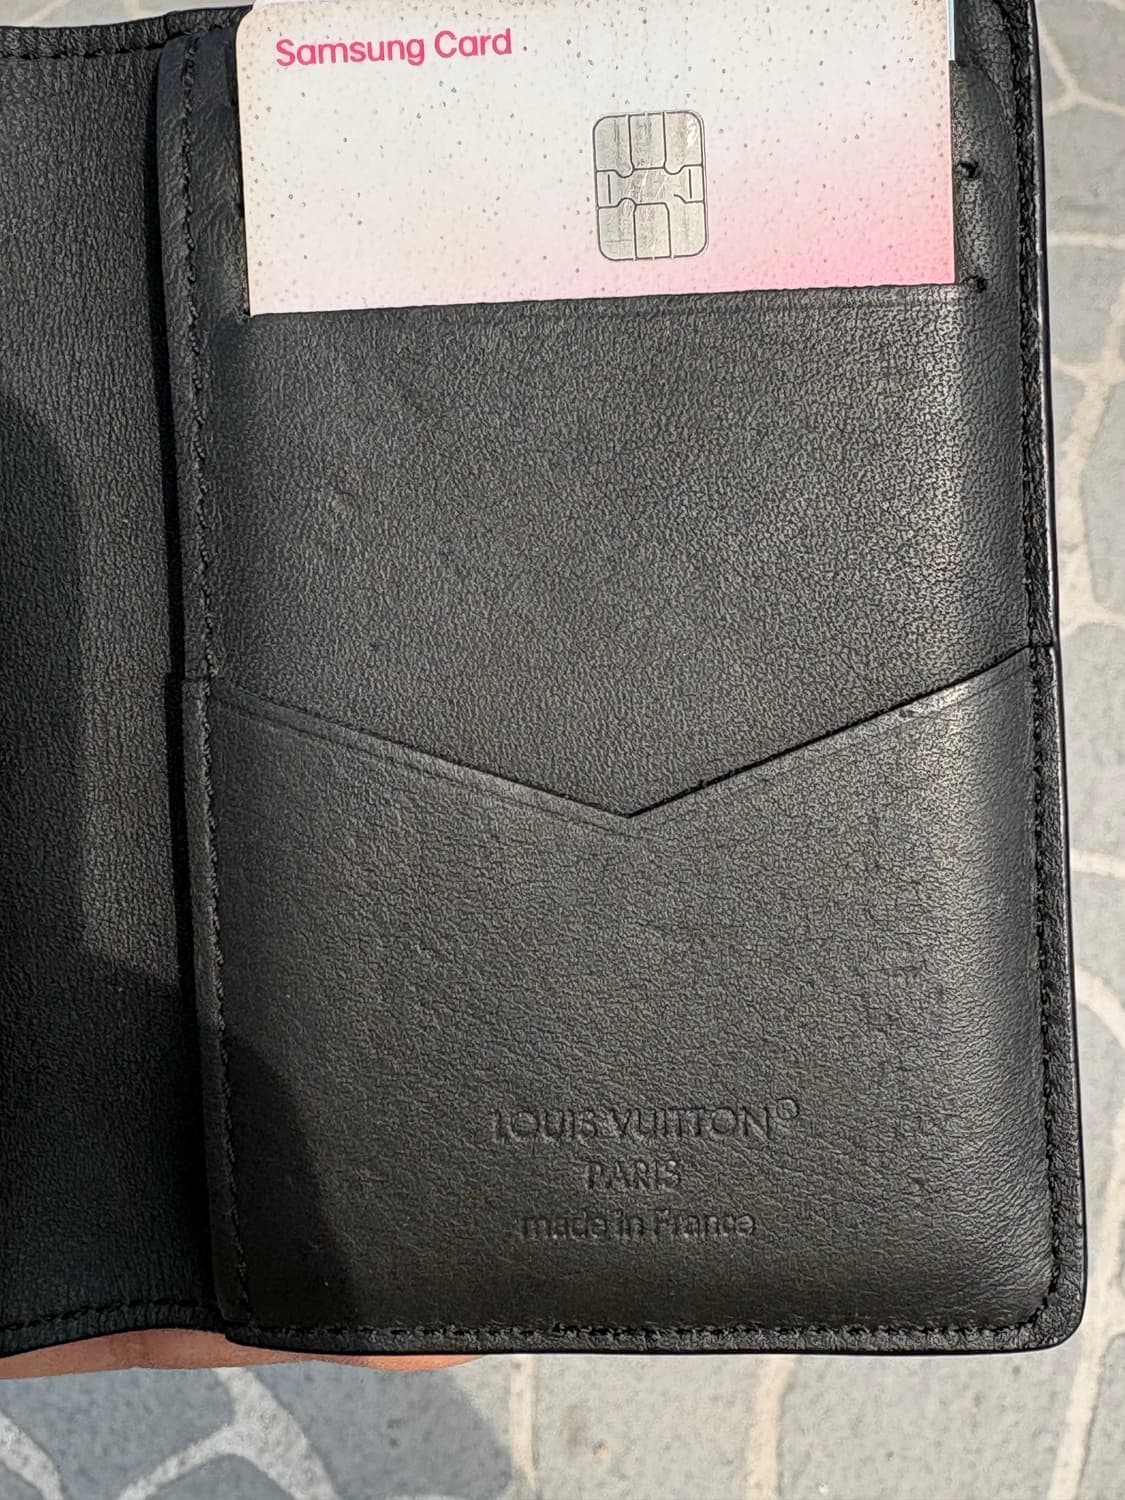 Samsung Card
LOUIS VUITTON®
PARIS
made in France